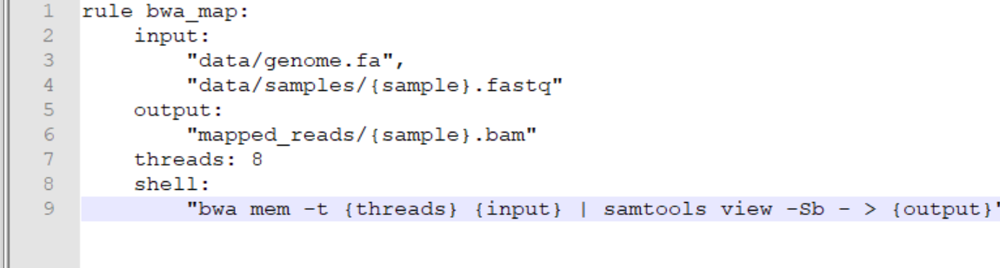 1 rule bwa_map:
2     input:
3         "data/genome.fa",
4         "data/samples/{sample}.fastq"
5     output:
6         "mapped_reads/{sample}.bam"
7     threads: 8
8     shell:
9         "bwa mem -t {threads} {input} | samtools view -Sb - > {output}"